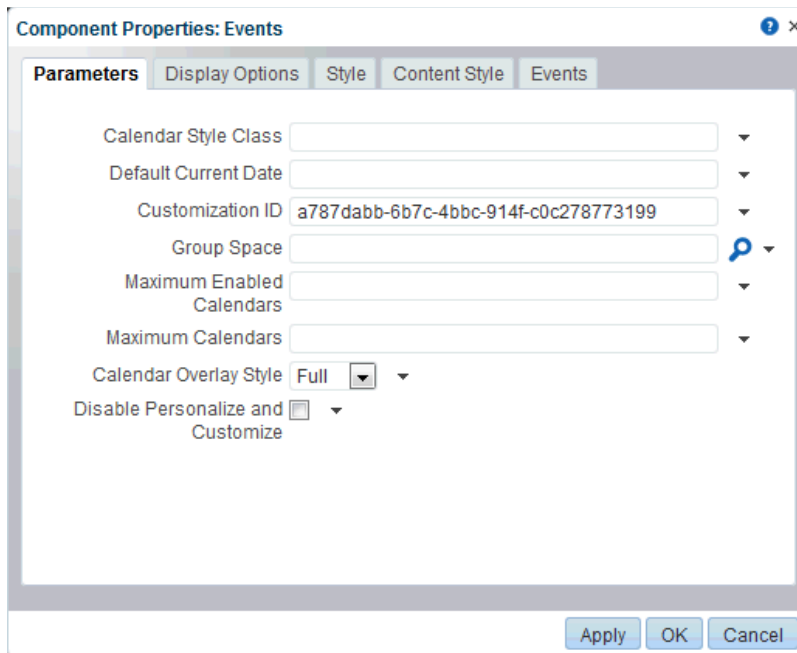 Component Properties: Events
Parameters
Display Options
Style
Content Style
Events
Calendar Style Class
Default Current Date
Customization ID
a787dabb-6b7c-4bbc-914f-c0c278773199
Group Space
Maximum Enabled
Calendars
Maximum Calendars
Calendar Overlay Style
Full
Disable Personalize and
Customize
Apply
OK
Cancel